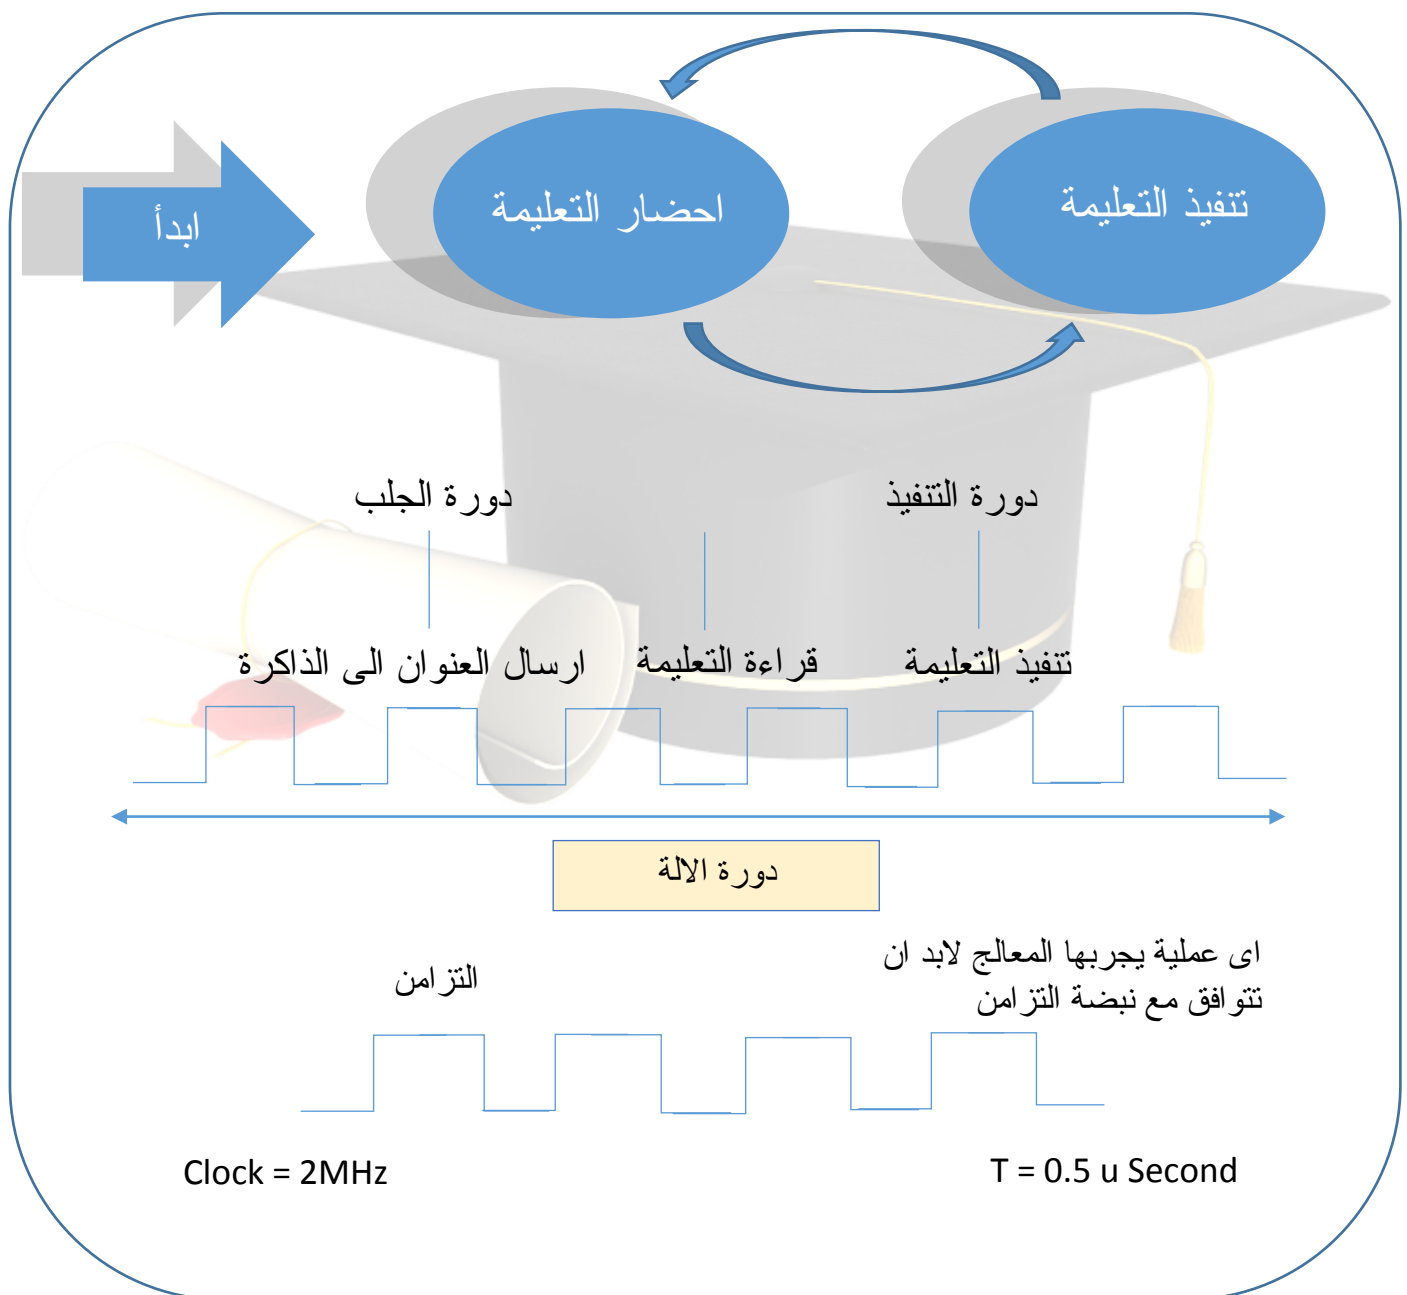 ابدأ
احضار التعليمة
تنفيذ التعليمة
دورة الجلب
دورة التنفيذ
ارسال العنوان الى الذاكرة
قراءة التعليمة
تنفيذ التعليمة
دورة الالة
التزامن
اى عملية يجربها المعالج لابد ان
تتوافق مع نبضة التزامن
Clock = 2MHz
T = 0.5 u Second